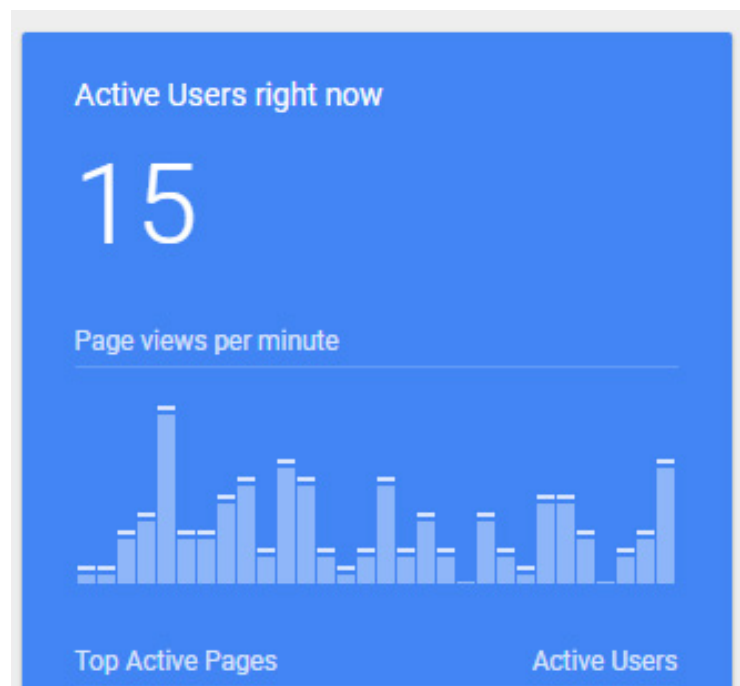 Active Users right now
15
Page views per minute
Top Active Pages Active Users